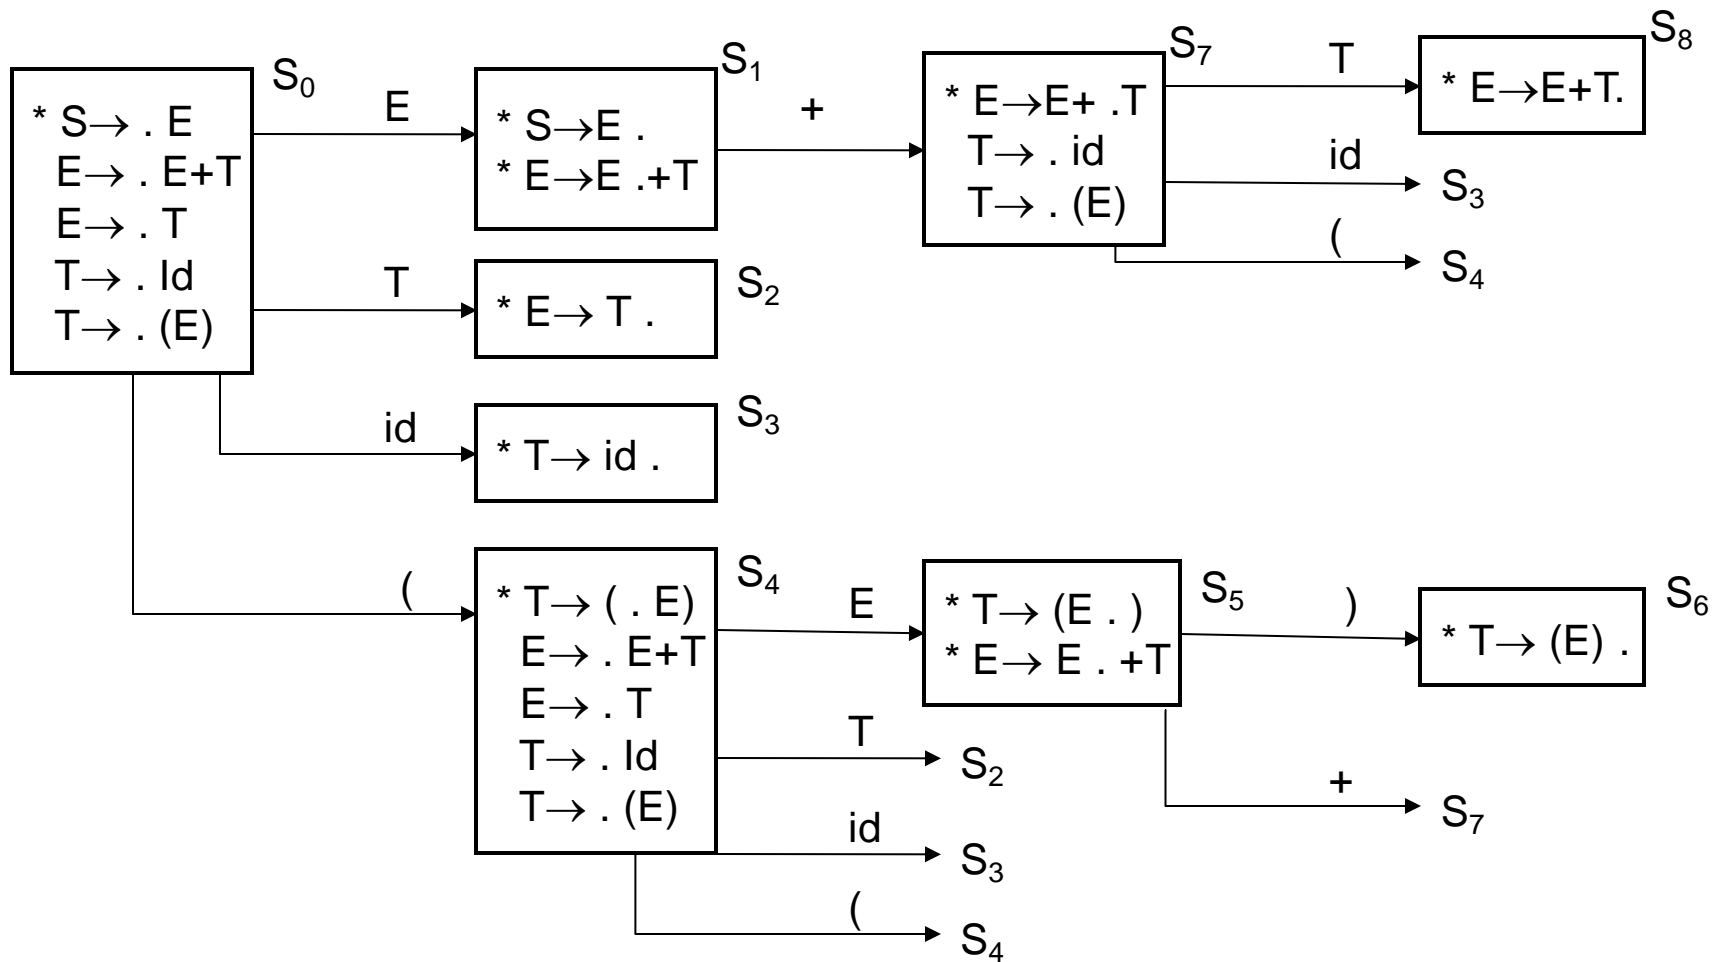 S0
* S→ . E
E→ . E+T
E→ . T
T→ . Id
T→ . (E)
E
T
id
(
S1
* S→E .
* E→E .+T
+
S2
* E→ T .
S3
* T→ id .
S4
* T→ ( . E)
E→ . E+T
E→ . T
T→ . Id
T→ . (E)
E
T
S2
id
S3
(
S4
S7
* E→E+ .T
T→ . id
T→ . (E)
T
id
S3
(
S4
S8
* E→E+T.
S5
* T→ (E . )
* E→ E . +T
)
+
S7
S6
* T→ (E) .